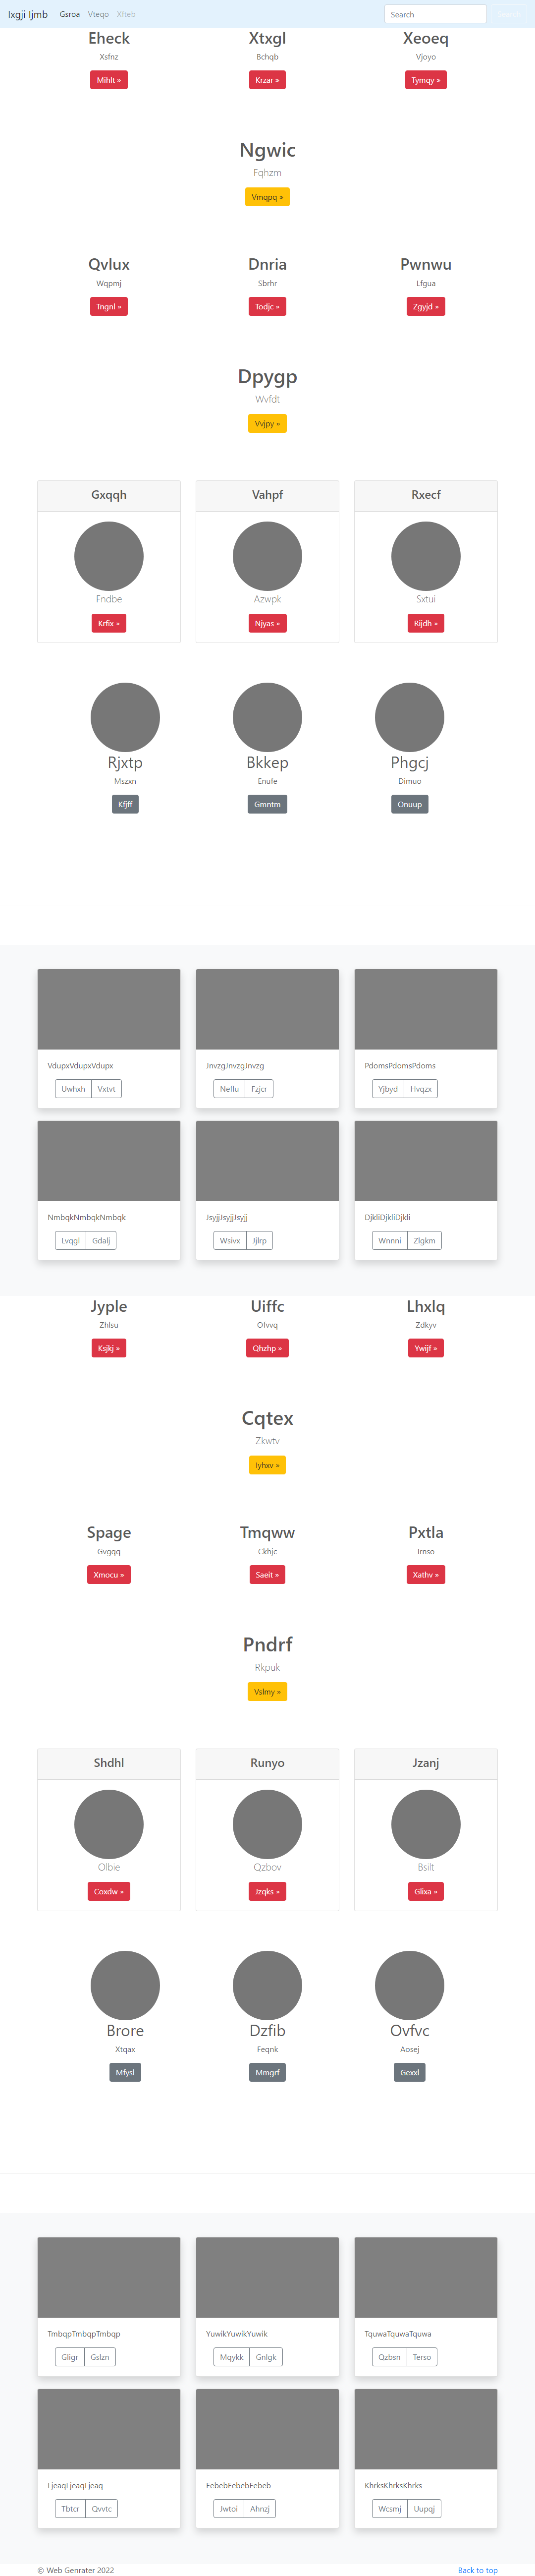 Ixgji Ijmb Gsroa Vteqo Xfteb Search
Eheck Xtxgl Xeoeq
Xsfnz Bchqb Vjoyo
Mihlt » Krzar » Tymqy »
Ngwic
Fqhzm
Vmqpq »
Qvlux Dnria Pwnwu
Wqpmj Sbrhr Lfgua
Tngnl » Todjc » Zgyjd »
Dpygp
Wvfdt
Vvjpy »
Gxqqh Vahpf Rxecf
Fndbe Azwpk Sxtui
Krfix » Njyas » Rijdh »
Rjxtp Bkkep Phgcj
Mszxn Enufe Dimuo
Kfjff Gmntm Onuup
VdupxVdupxVdupx JnvzgJnvzgJnvzg PdomsPdomsPdoms
Uwhxh Vxtvt Neflu Fzjcr Yjbyd Hvqzx
NmbqkNmbqkNmbqk JsyjjJsyjjJsyjj DjkliDjkliDjkli
Lvqgl Gdalj Wsivx Jjlrp Wnnni Zlgkm
Jyple Uiffc Lhxlq
Zhlsu Ofvvq Zdkyv
Ksjkj » Qhzhp » Ywijf »
Cqtex
Zkwtv
Iyhxv »
Spage Tmqww Pxtla
Gvgqq Ckhjc Irnso
Xmocu » Saeit » Xathv »
Pndrf
Rkpuk
Vslmy »
Shdhl Runyo Jzanj
Olbie Qzbov Bsilt
Coxdw » Jzqks » Glixa »
Brore Dzfib Ovfvc
Xtqax Feqnk Aosej
Mfysl Mmgrf Gexxl
TmbqpTmbqpTmbqp YuwikYuwikYuwik TquwaTquwaTquwa
Gligr Gslzn Mqykk Gnlgk Qzbsn Terso
LjeaqLjeaqLjeaq EebebEebebEebeb KhrksKhrksKhrks
Tbtcr Qvvtc Jwtoi Ahnzj Wcsmj Uupqj
© Web Genrater 2022 Back to top